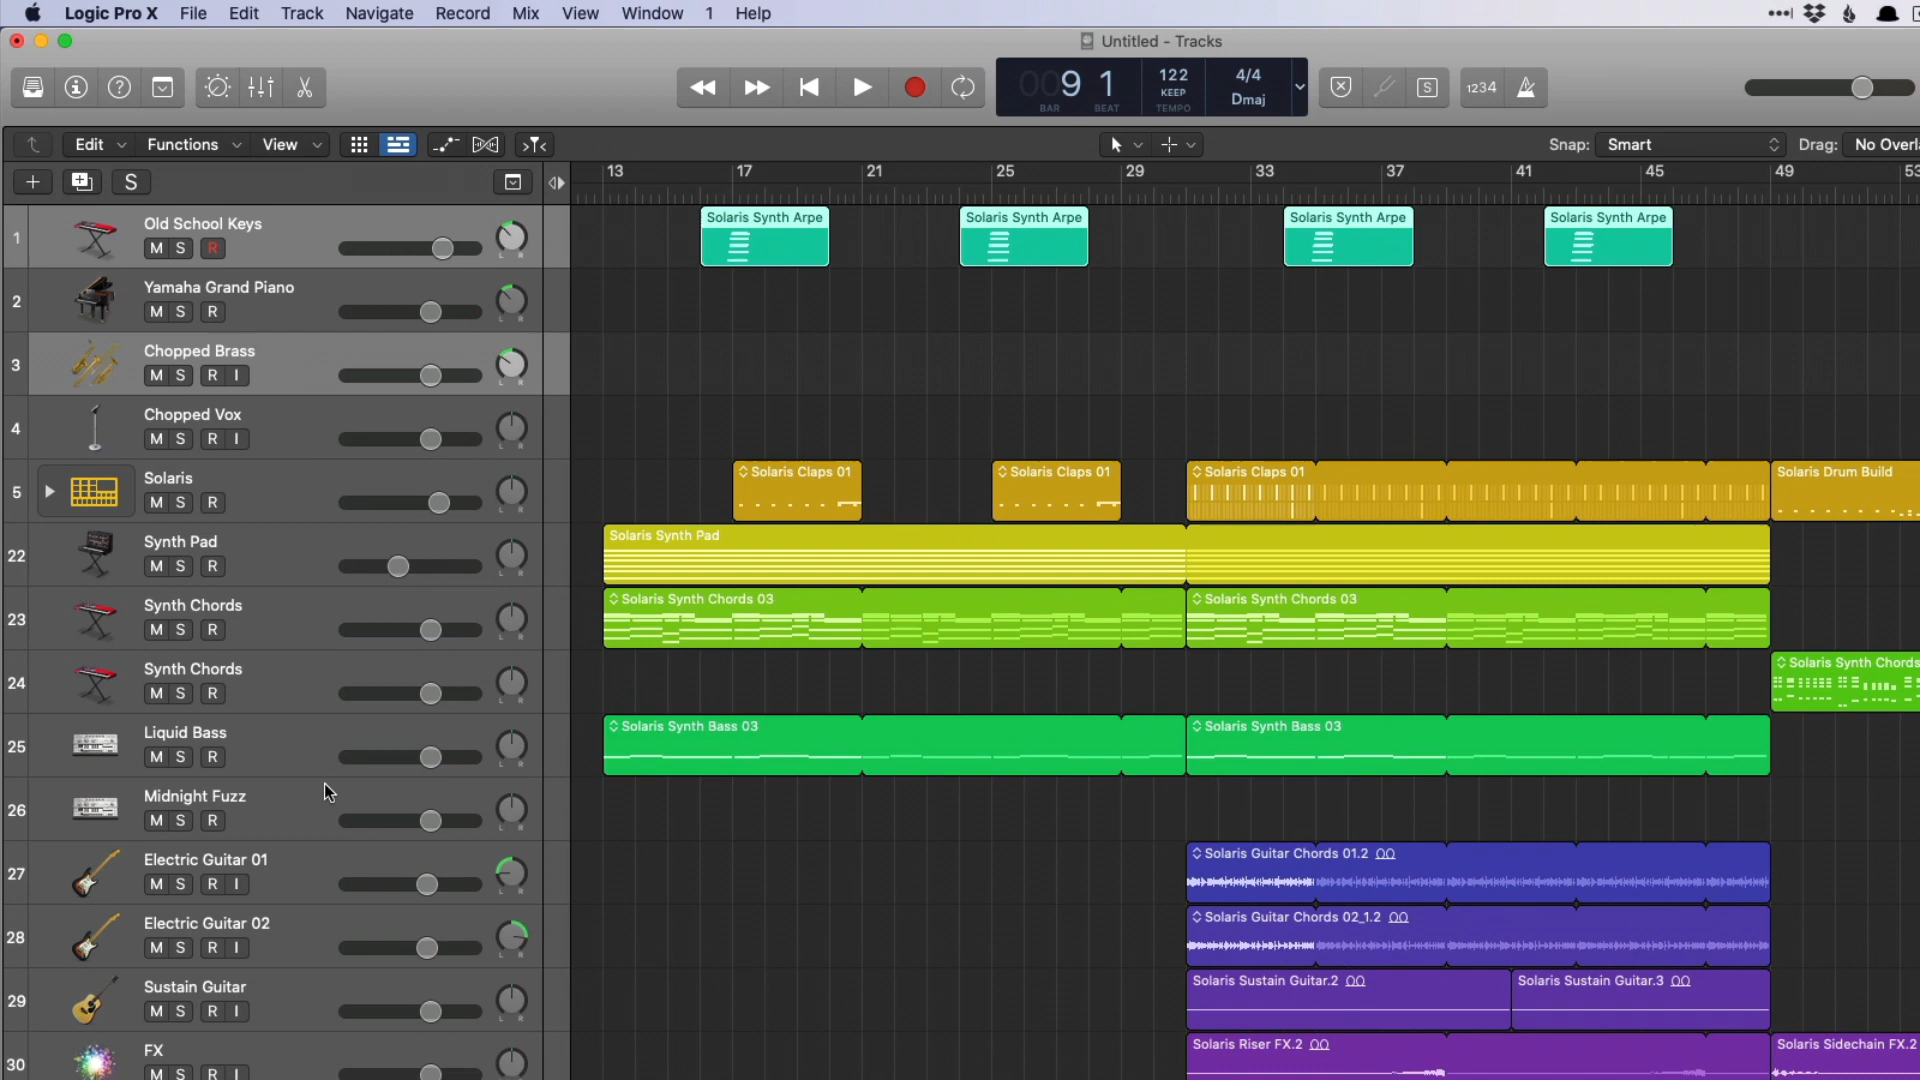 Logic Pro X File Edit Track Navigate Record Mix View Window 1 Help
Untitled - Tracks
009 1 122 4/4
KEEP Dmaj
BAR BEAT TEMPO
S 1234
Edit Functions View Snap: Smart Drag: No Overla
S 13 17 21 25 29 33 37 41 45 49 53
1 Old School Keys
M S R L R
Solaris Synth Arpe Solaris Synth Arpe Solaris Synth Arpe Solaris Synth Arpe
2 Yamaha Grand Piano
M S R L R
3 Chopped Brass
M S R I L R
4 Chopped Vox
M S R I L R
5 Solaris
M S R L R
Solaris Claps 01 Solaris Claps 01 Solaris Claps 01 Solaris Drum Build
22 Synth Pad
M S R L R
Solaris Synth Pad
23 Synth Chords
M S R L R
Solaris Synth Chords 03 Solaris Synth Chords 03
24 Synth Chords
M S R L R
Solaris Synth Chords
25 Liquid Bass
M S R L R
Solaris Synth Bass 03 Solaris Synth Bass 03
26 Midnight Fuzz
M S R L R
27 Electric Guitar 01
M S R I L R
Solaris Guitar Chords 01.2
28 Electric Guitar 02
M S R I L R
Solaris Guitar Chords 02_1.2
29 Sustain Guitar
M S R I L R
Solaris Sustain Guitar.2 Solaris Sustain Guitar.3
30 FX
M S R I L R
Solaris Riser FX.2 Solaris Sidechain FX.2